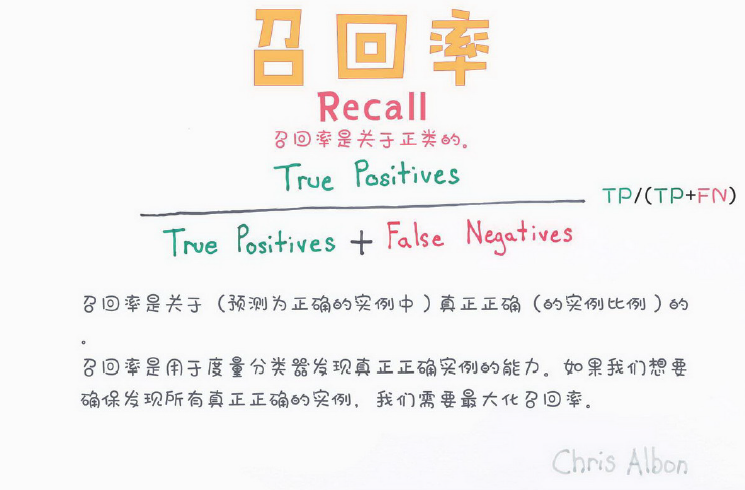 召回率
Recall
召回率是关于正类的。
True Positives
True Positives + False Negatives
TP/(TP+FN)
召回率是关于（预测为正确的实例中）真正正确（的实例比例）的
。
召回率是用于度量分类器发现真正正确实例的能力。如果我们想要
确保发现所有真正正确的实例，我们需要最大化召回率。
Chris Albon